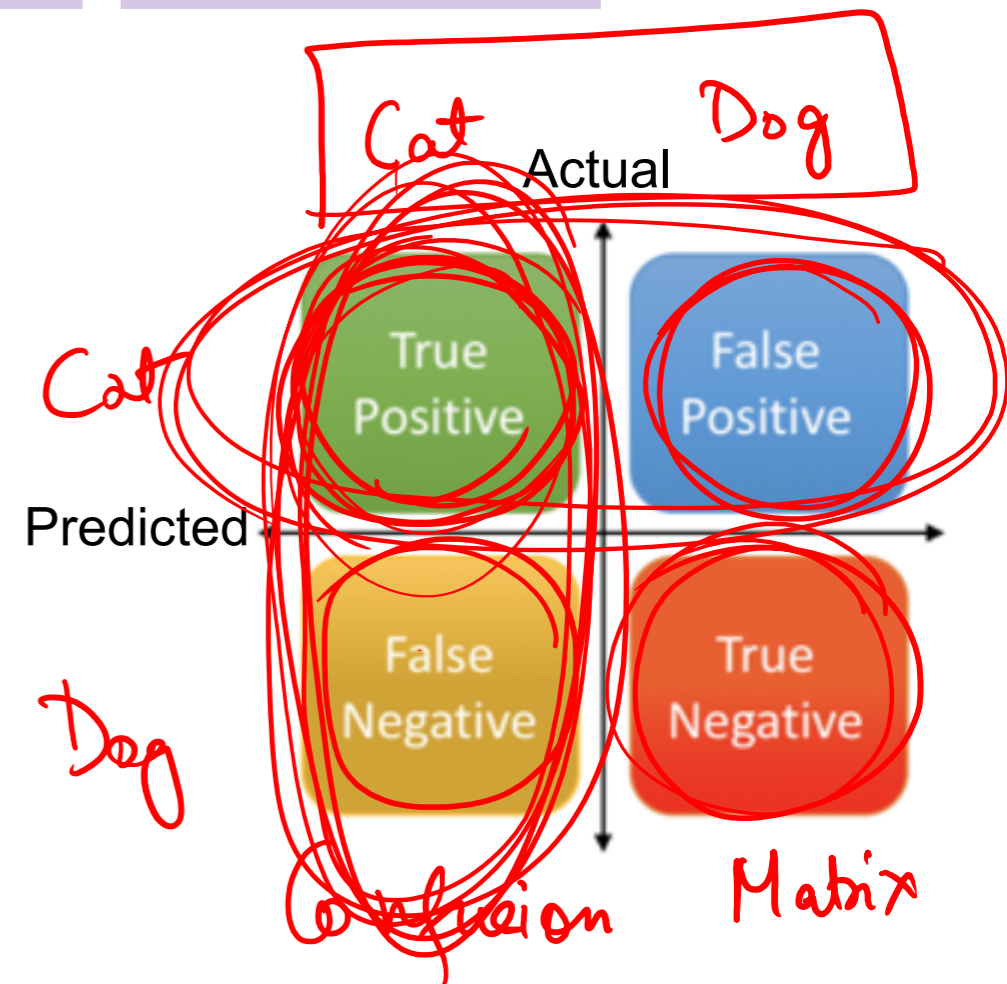 Cat Dog
Actual
True
Positive
False
Positive
Cat
Predicted
False
Negative
True
Negative
Dog
Confusion Matrix